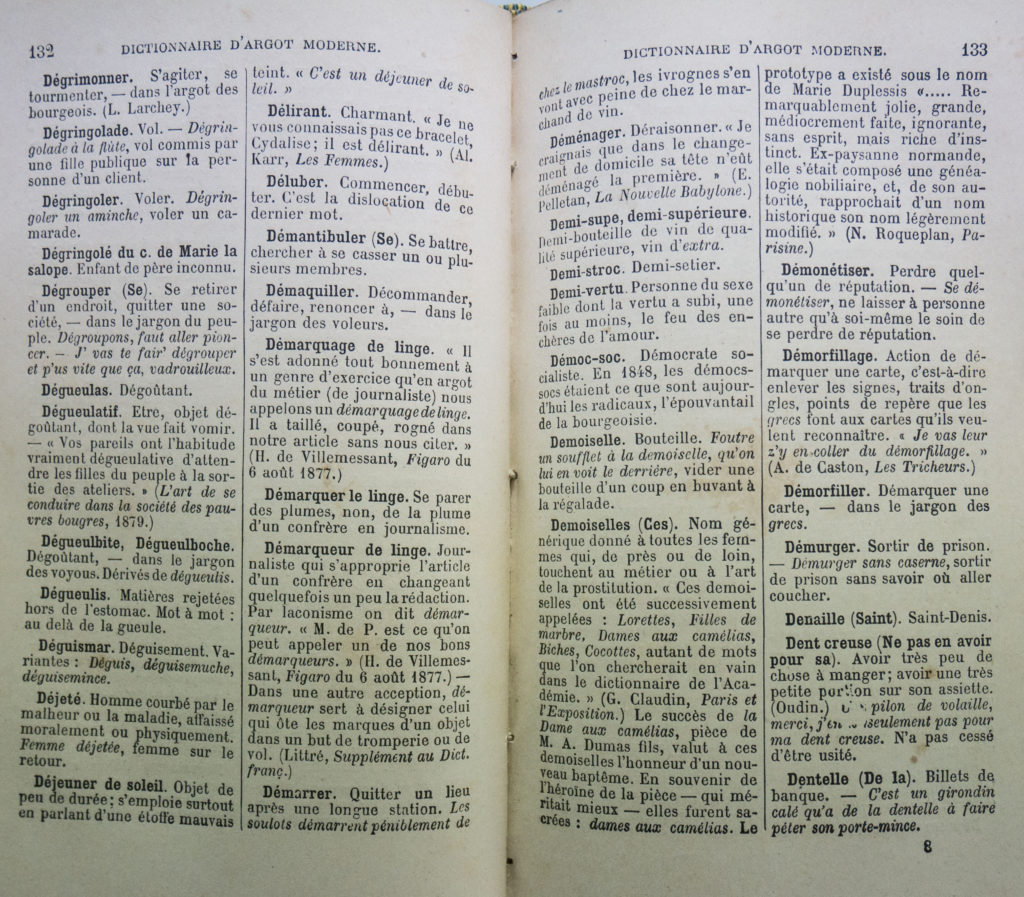 132
DICTIONNAIRE D'ARGOT MODERNE.
Dégrimonner. S'agiter, se
tourmenter, — dans l'argot des
bourgeois. (L. Larchey.)
Dégringolade. Vol. — Dégrin-
golade à la flûte, vol commis par
une fille publique sur la per-
sonne d'un client.
Dégringoler. Voler. Dégrin-
goler un aminche, voler un ca-
marade.
Dégringolé du c. de Marie la
salope. Enfant de père inconnu.
Dégrouper (Se). Se retirer
d'un endroit, quitter une so-
ciété, — dans le jargon du peu-
ple. Dégroupons, faut aller pion-
cer. — J' vas te fair' dégrouper
et p'us vite que ça, vadrouilleux.
Dégueulas. Dégoûtant.
Dégueulatif. Etre, objet dé-
goûtant, dont la vue fait vomir.
— « Vos pareils ont l'habitude
vraiment dégueulative d'atten-
dre les filles du peuple à la sor-
tie des ateliers. » (L'art de se
conduire dans la société des pau-
vres bougres, 1879.)
Dégueulbite, Dégueulboche.
Dégoûtant, — dans le jargon
des voyous. Dérivés de dégueulis.
Dégueulis. Matières rejetées
hors de l'estomac. Mot à mot :
au delà de la gueule.
Déguismar. Déguisement. Va-
riantes : Déguis, déguisemuche,
déguisemince.
Déjeté. Homme courbé par le
malheur ou la maladie, affaissé
moralement ou physiquement.
Femme déjetée, femme sur le
retour.
Déjeuner de soleil. Objet de
peu de durée; s'emploie surtout
en parlant d'une étoffe mauvais
teint. « C'est un déjeuner de so-
leil. »
Délirant. Charmant. « Je ne
vous connaissais pas ce bracelet,
Cydalise; il est délirant. » (Al.
Karr, Les Femmes.)
Déluber. Commencer, débu-
ter. C'est la dislocation de ce
dernier mot.
Démantibuler (Se). Se battre,
chercher à se casser un ou plu-
sieurs membres.
Démaquiller. Décommander,
défaire, renoncer à, — dans le
jargon des voleurs.
Démarquage de linge. « Il
s'est adonné tout bonnement à
un genre d'exercice qu'en argot
du métier (de journaliste) nous
appelons un démarquage de linge.
Il a taillé, coupé, rogné dans
notre article sans nous citer. »
(H. de Villemessant, Figaro du
6 août 1877.)
Démarquer le linge. Se parer
des plumes, non, de la plume
d'un confrère en journalisme.
Démarqueur de linge. Jour-
naliste qui s'approprie l'article
d'un confrère en changeant
quelquefois un peu la rédaction.
Par laconisme on dit démar-
queur. « M. de P. est ce qu'on
peut appeler un de nos bons
démarqueurs. » (H. de Villemes-
sant, Figaro du 6 août 1877.) —
Dans une autre acception, dé-
marqueur sert à désigner celui
qui ôte les marques d'un objet
dans un but de tromperie ou de
vol. (Littré, Supplément au Dict.
franç.)
Démarrer. Quitter un lieu
après une longue station. Les
soulots démarrent péniblement de
DICTIONNAIRE D'ARGOT MODERNE.
133
chez le mastroc, les ivrognes s'en
vont avec peine de chez le mar-
chand de vin.
Déménager. Déraisonner. « Je
craignais que dans le change-
ment de domicile sa tête n'eût
déménagé la première. » (E.
Pelletan, La Nouvelle Babylone.)
Demi-supe, demi-supérieure.
Demi-bouteille de vin de qua-
lité supérieure, vin d'extra.
Demi-stroc. Demi-setier.
Demi-vertu. Personne du sexe
faible dont la vertu a subi, une
fois au moins, le feu des en-
chères de l'amour.
Démoc-soc. Démocrate so-
cialiste. En 1848, les démocs-
socs étaient ce que sont aujour-
d'hui les radicaux, l'épouvantail
de la bourgeoisie.
Demoiselle. Bouteille. Foutre
un soufflet à la demoiselle, qu'on
lui en voit le derrière, vider une
bouteille d'un coup en buvant à
la régalade.
Demoiselles (Ces). Nom gé-
nérique donné à toutes les fem-
mes qui, de près ou de loin,
touchent au métier ou à l'art
de la prostitution. « Ces demoi-
selles ont été successivement
appelées : Lorettes, Filles de
marbre, Dames aux camélias,
Biches, Cocottes, autant de mots
que l'on chercherait en vain
dans le dictionnaire de l'Aca-
démie. » (G. Claudin, Paris et
l'Exposition.) Le succès de la
Dame aux camélias, pièce de
M. A. Dumas fils, valut à ces
demoiselles l'honneur d'un nou-
veau baptême. En souvenir de
l'héroïne de la pièce — qui mé-
ritait mieux — elles furent sa-
crées : dames aux camélias. Le
prototype a existé sous le nom
de Marie Duplessis «..... Re-
marquablement jolie, grande,
médiocrement faite, ignorante,
sans esprit, mais riche d'ins-
tinct. Ex-paysanne normande,
elle s'était composé une généa-
logie nobiliaire, et, de son au-
torité, rapprochait d'un nom
historique son nom légèrement
modifié. » (N. Roqueplan, Pa-
risine.)
Démonétiser. Perdre quel-
qu'un de réputation. — Se dé-
monétiser, ne laisser à personne
autre qu'à soi-même le soin de
se perdre de réputation.
Démorfillage. Action de dé-
marquer une carte, c'est-à-dire
enlever les signes, traits d'on-
gles, points de repère que les
grecs font aux cartes qu'ils veu-
lent reconnaître. « Je vas leur
z'y en coller du démorfillage. »
(A. de Caston, Les Tricheurs.)
Démorfiller. Démarquer une
carte, — dans le jargon des
grecs.
Démurger. Sortir de prison.
— Démurger sans caserne, sortir
de prison sans savoir où aller
coucher.
Denaille (Saint). Saint-Denis.
Dent creuse (Ne pas en avoir
pour sa). Avoir très peu de
chose à manger; avoir une très
petite portion sur son assiette.
(Oudin.) pilon de volaille,
merci, j'en seulement pas pour
ma dent creuse. N'a pas cessé
d'être usité.
Dentelle (De la). Billets de
banque. — C'est un girondin
calé qu'a de la dentelle à faire
péter son porte-mince.
8